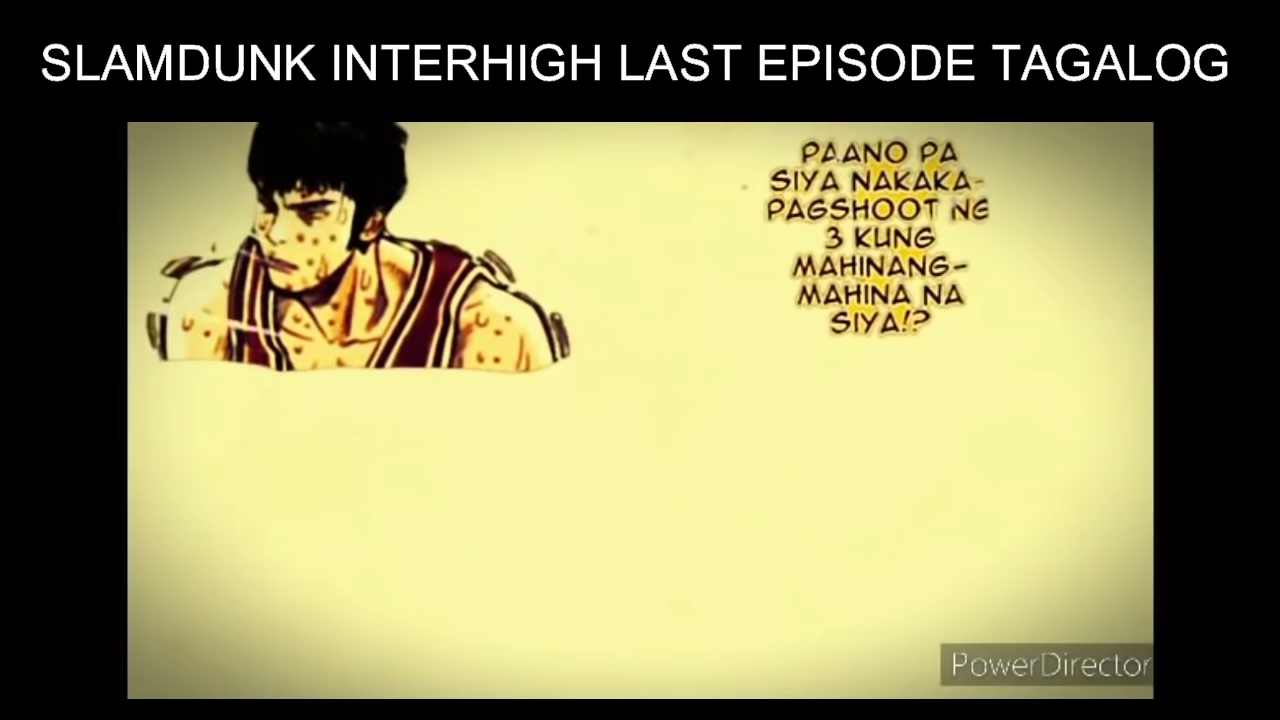 SLAMDUNK INTERHIGH LAST EPISODE TAGALOG
PAANO PA
SIYA NAKAKA-
PAGSHOOT NG
3 KUNG
MAHINANG-
MAHINA NA
SIYA!?
PowerDirector